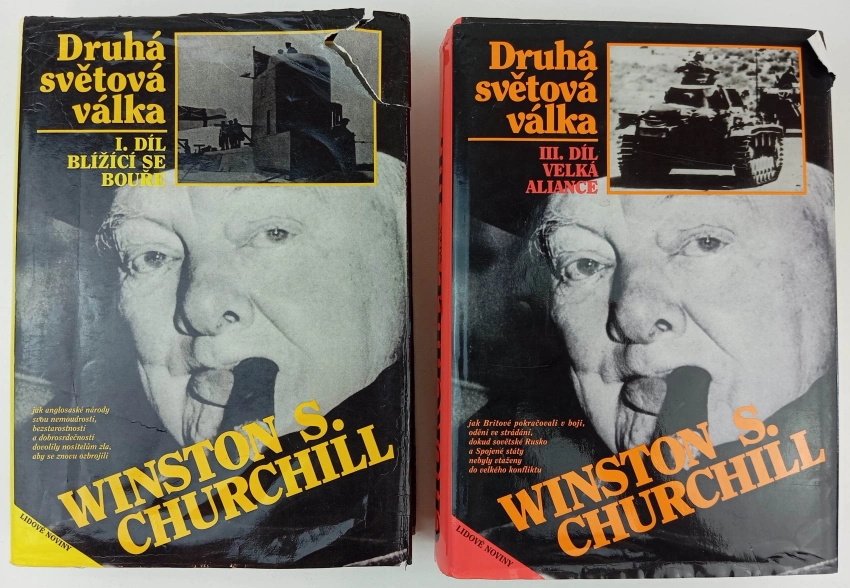 Druhá
světová
válka
I. DÍL
BLÍŽÍCÍ SE
BOUŘE
jak anglosaské národy
svou nemoudrostí,
bezstarostností
a dobrosrdečností
dovolily nositelům zla,
aby se znovu ozbrojili
WINSTON S.
CHURCHILL
LIDOVÉ NOVINY
Druhá
světová
válka
III. DÍL
VELKÁ
ALIANCE
jak Britové pokračovali v boji,
oděni ve strádání,
dokud sovětské Rusko
a Spojené státy
nebyly vtaženy
do velkého konfliktu
WINSTON S.
CHURCHILL
LIDOVÉ NOVINY